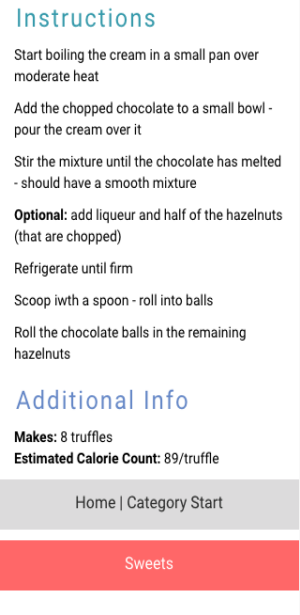 Instructions
Start boiling the cream in a small pan over
moderate heat
Add the chopped chocolate to a small bowl -
pour the cream over it
Stir the mixture until the chocolate has melted
- should have a smooth mixture
Optional: add liqueur and half of the hazelnuts
(that are chopped)
Refrigerate until firm
Scoop iwth a spoon - roll into balls
Roll the chocolate balls in the remaining
hazelnuts
Additional Info
Makes: 8 truffles
Estimated Calorie Count: 89/truffle
Home | Category Start
Sweets